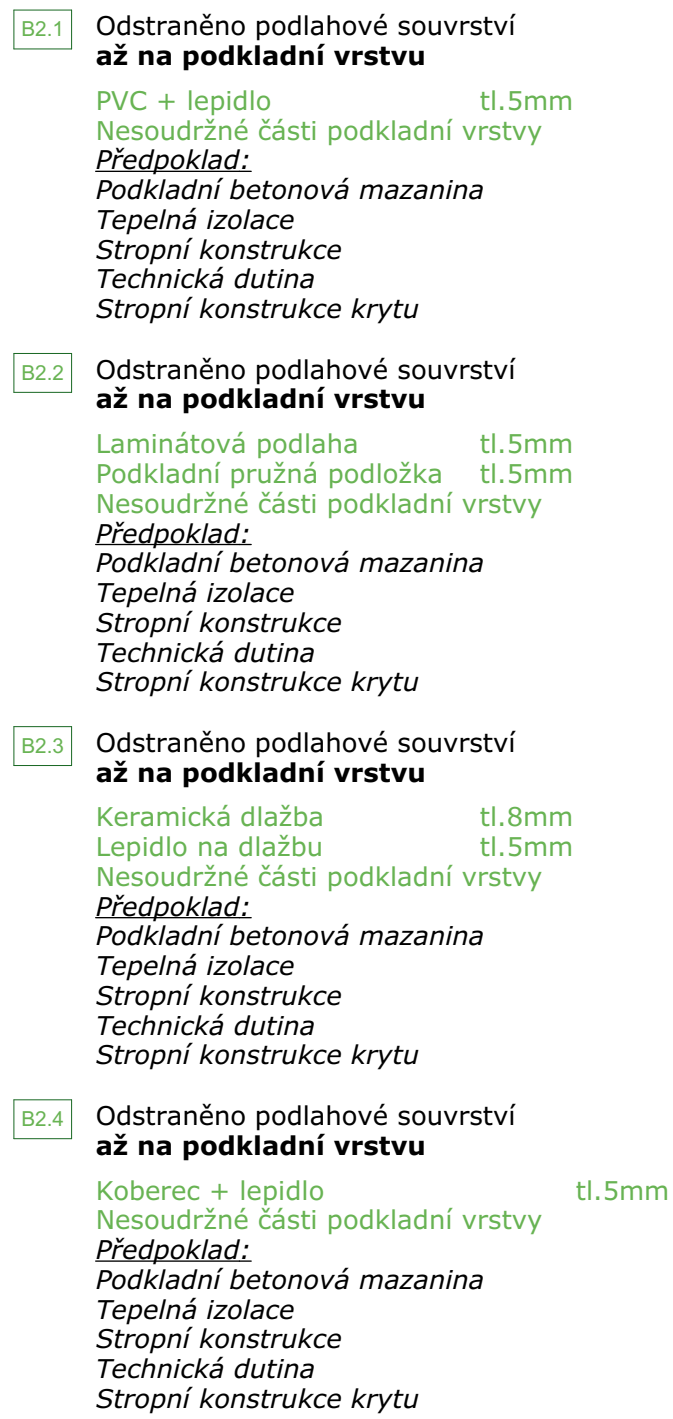 B2.1 Odstraněno podlahové souvrství
až na podkladní vrstvu
PVC + lepidlo tl.5mm
Nesoudržné části podkladní vrstvy
Předpoklad:
Podkladní betonová mazanina
Tepelná izolace
Stropní konstrukce
Technická dutina
Stropní konstrukce krytu
B2.2 Odstraněno podlahové souvrství
až na podkladní vrstvu
Laminátová podlaha tl.5mm
Podkladní pružná podložka tl.5mm
Nesoudržné části podkladní vrstvy
Předpoklad:
Podkladní betonová mazanina
Tepelná izolace
Stropní konstrukce
Technická dutina
Stropní konstrukce krytu
B2.3 Odstraněno podlahové souvrství
až na podkladní vrstvu
Keramická dlažba tl.8mm
Lepidlo na dlažbu tl.5mm
Nesoudržné části podkladní vrstvy
Předpoklad:
Podkladní betonová mazanina
Tepelná izolace
Stropní konstrukce
Technická dutina
Stropní konstrukce krytu
B2.4 Odstraněno podlahové souvrství
až na podkladní vrstvu
Koberec + lepidlo tl.5mm
Nesoudržné části podkladní vrstvy
Předpoklad:
Podkladní betonová mazanina
Tepelná izolace
Stropní konstrukce
Technická dutina
Stropní konstrukce krytu